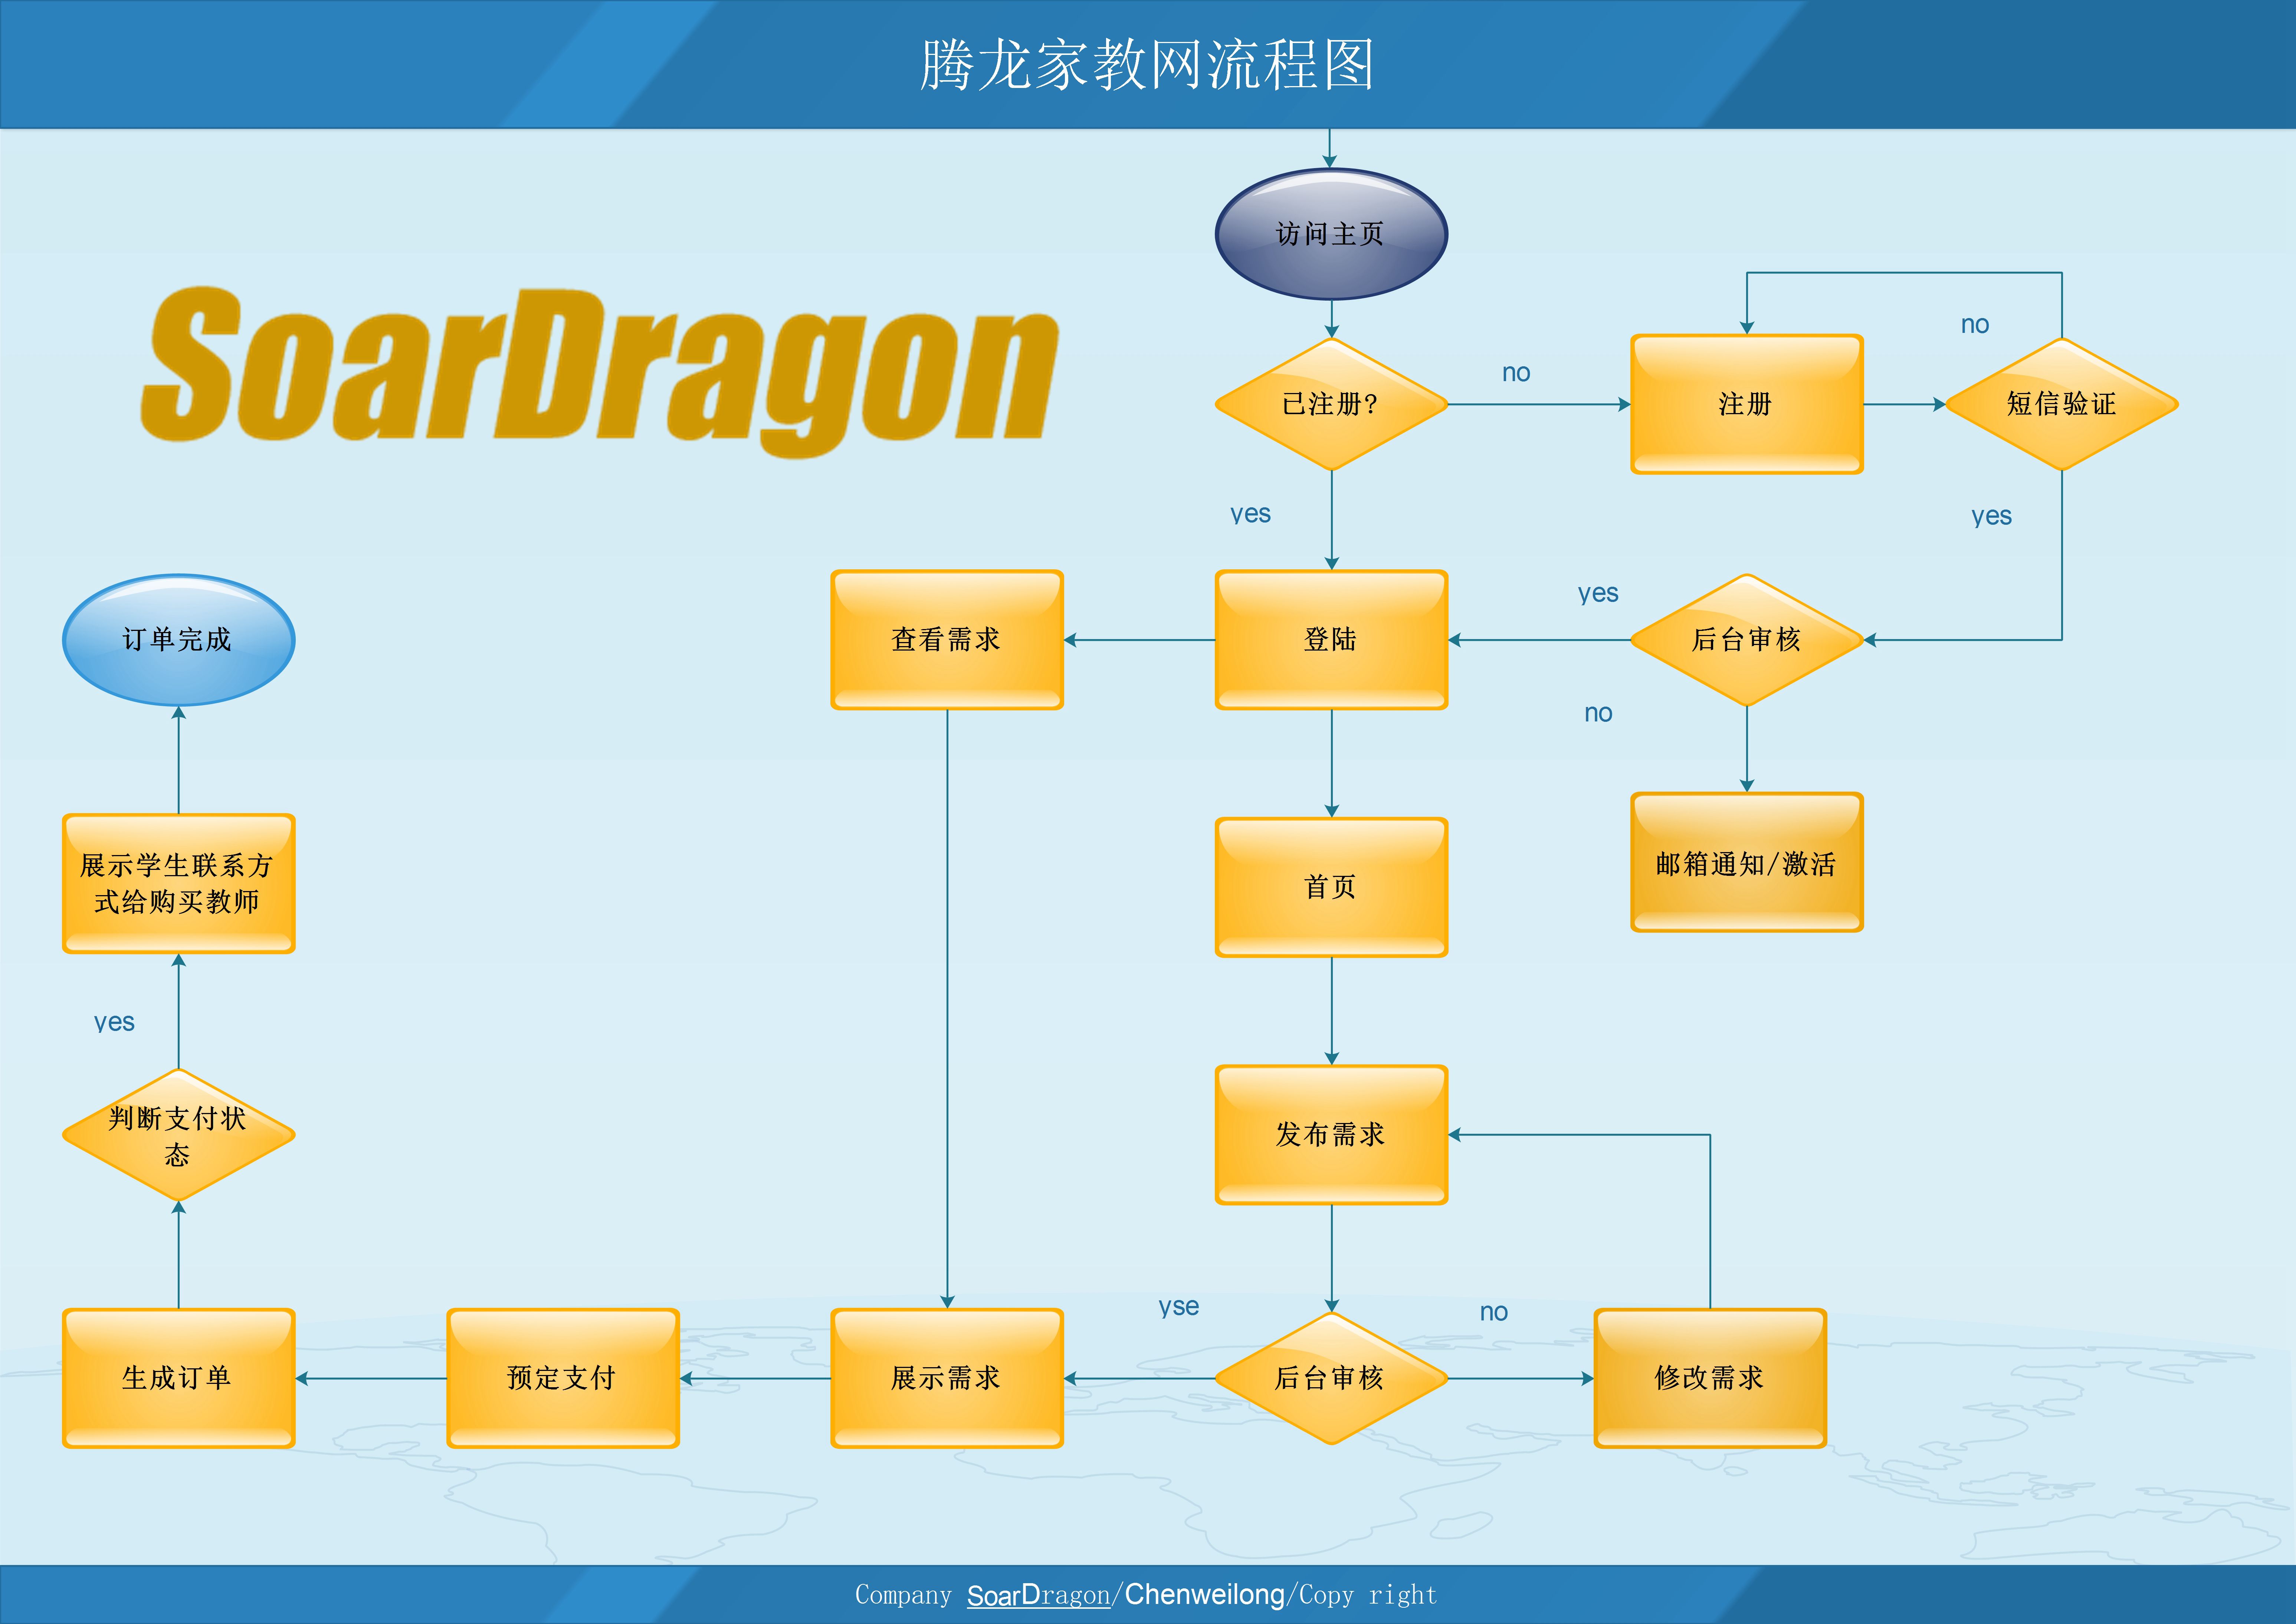 腾龙家教网流程图
访问主页
SoarDragon
no
no
已注册?
注册
短信验证
yes
yes
yes
订单完成
查看需求
登陆
后台审核
no
展示学生联系方
式给购买教师
首页
邮箱通知/激活
yes
判断支付状
态
发布需求
yse
no
生成订单
预定支付
展示需求
后台审核
修改需求
Company SoarDragon/Chenweilong/Copy right